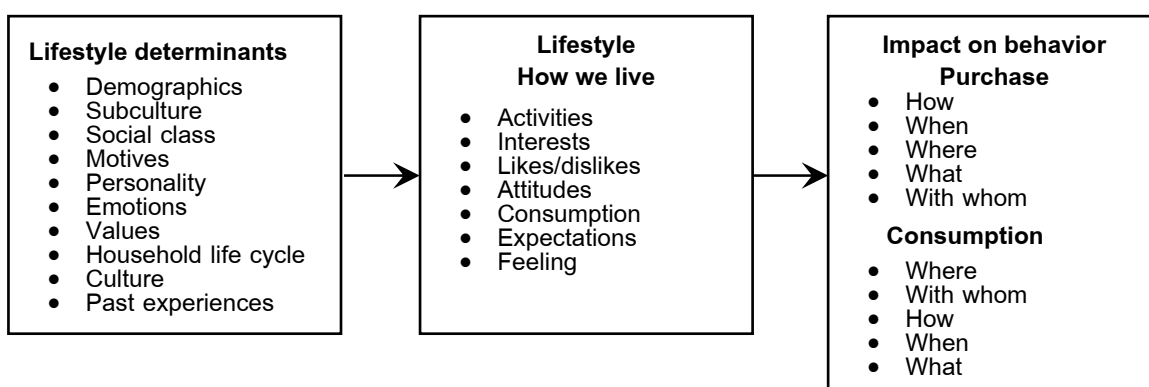 Lifestyle determinants
• Demographics
• Subculture
• Social class
• Motives
• Personality
• Emotions
• Values
• Household life cycle
• Culture
• Past experiences
Lifestyle
How we live
• Activities
• Interests
• Likes/dislikes
• Attitudes
• Consumption
• Expectations
• Feeling
Impact on behavior
Purchase
• How
• When
• Where
• What
• With whom
Consumption
• Where
• With whom
• How
• When
• What